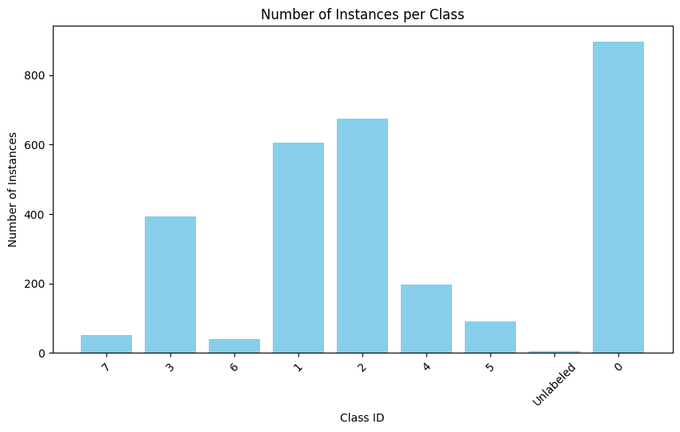 Number of Instances per Class
Number of Instances
800
600
400
200
0
7 3 6 1 2 4 5 Unlabeled 0
Class ID